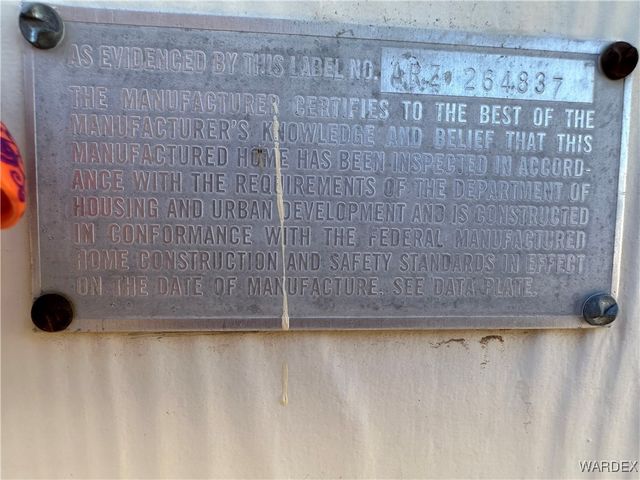 AS EVIDENCED BY THIS LABEL NO. ARZ 264837
THE MANUFACTURER CERTIFIES TO THE BEST OF THE
MANUFACTURER'S KNOWLEDGE AND BELIEF THAT THIS
MANUFACTURED HOME HAS BEEN INSPECTED IN ACCORD-
ANCE WITH THE REQUIREMENTS OF THE DEPARTMENT OF
HOUSING AND URBAN DEVELOPMENT AND IS CONSTRUCTED
IN CONFORMANCE WITH THE FEDERAL MANUFACTURED
HOME CONSTRUCTION AND SAFETY STANDARDS IN EFFECT
ON THE DATE OF MANUFACTURE. SEE DATA PLATE.
WARDEX